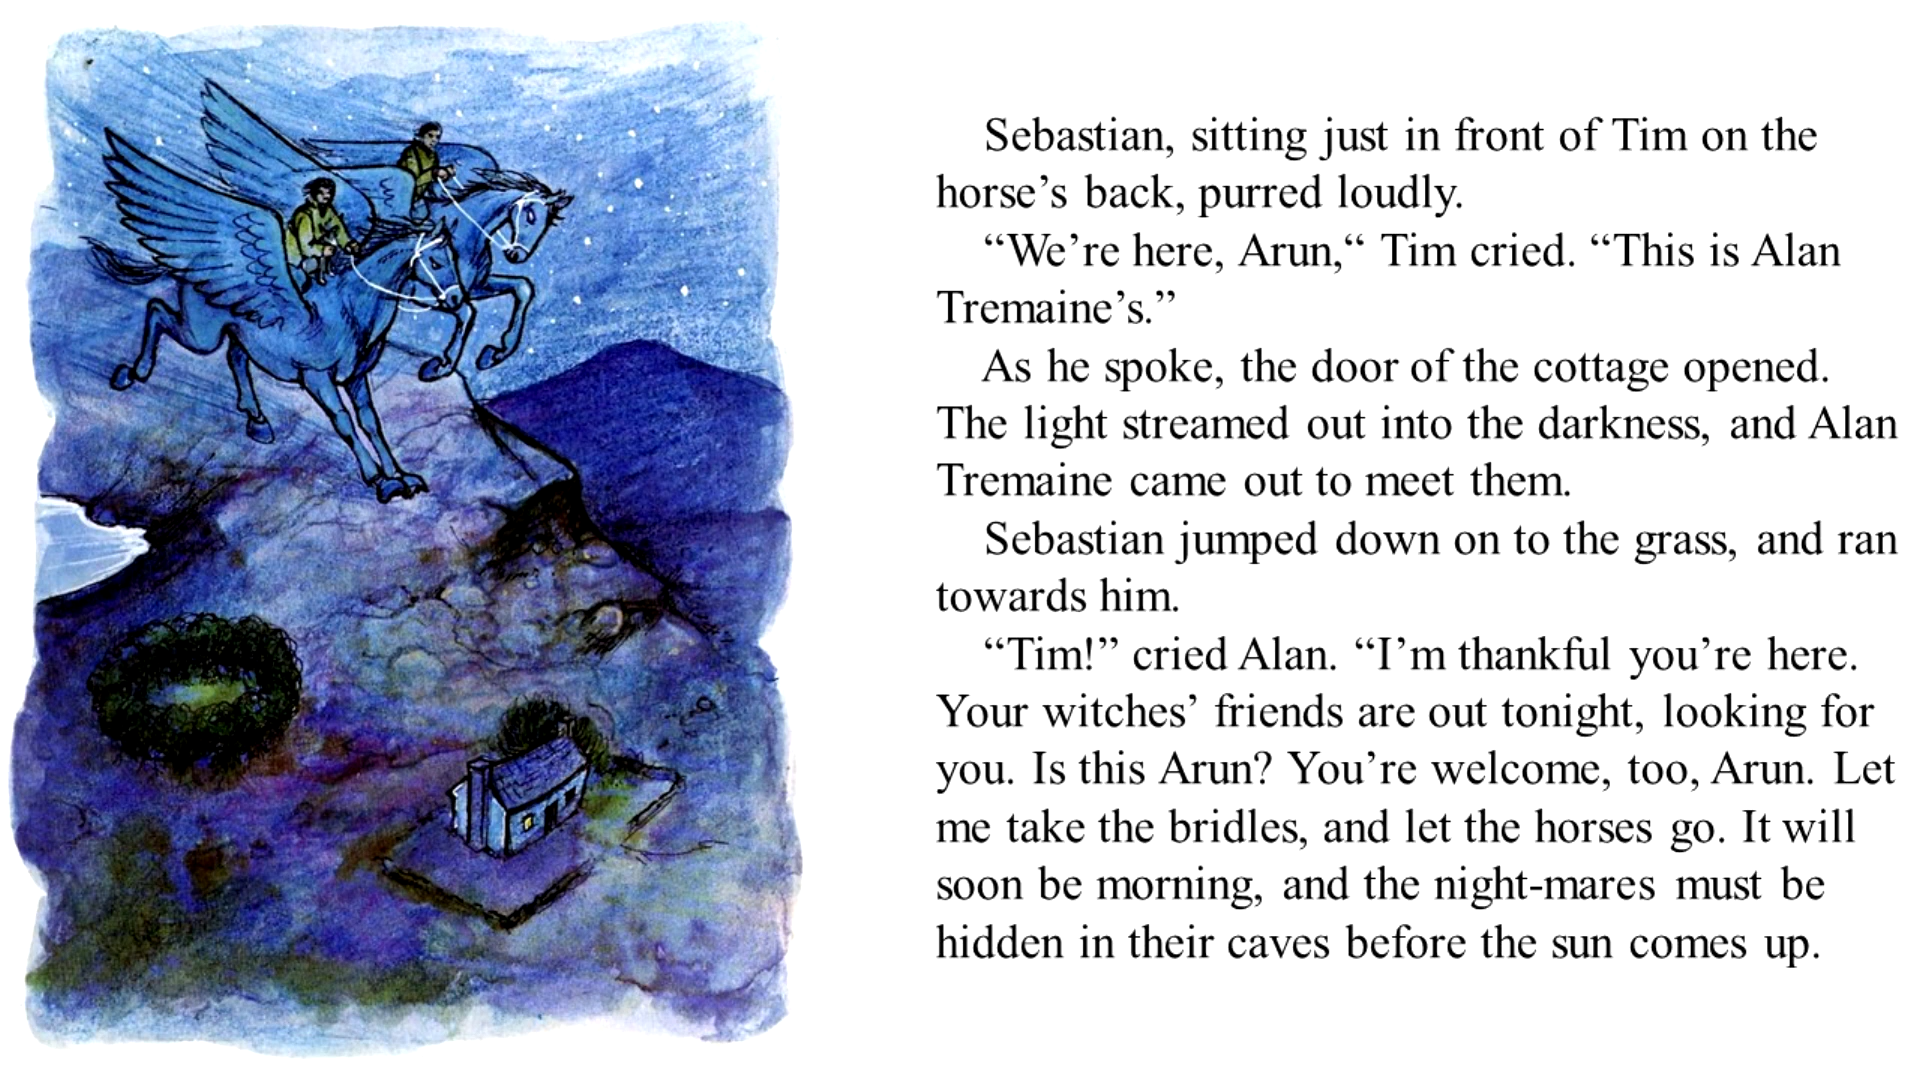 Sebastian, sitting just in front of Tim on the
horse’s back, purred loudly.
“We’re here, Arun,“ Tim cried. “This is Alan
Tremaine’s.”
As he spoke, the door of the cottage opened.
The light streamed out into the darkness, and Alan
Tremaine came out to meet them.
Sebastian jumped down on to the grass, and ran
towards him.
“Tim!” cried Alan. “I’m thankful you’re here.
Your witches’ friends are out tonight, looking for
you. Is this Arun? You’re welcome, too, Arun. Let
me take the bridles, and let the horses go. It will
soon be morning, and the night-mares must be
hidden in their caves before the sun comes up.